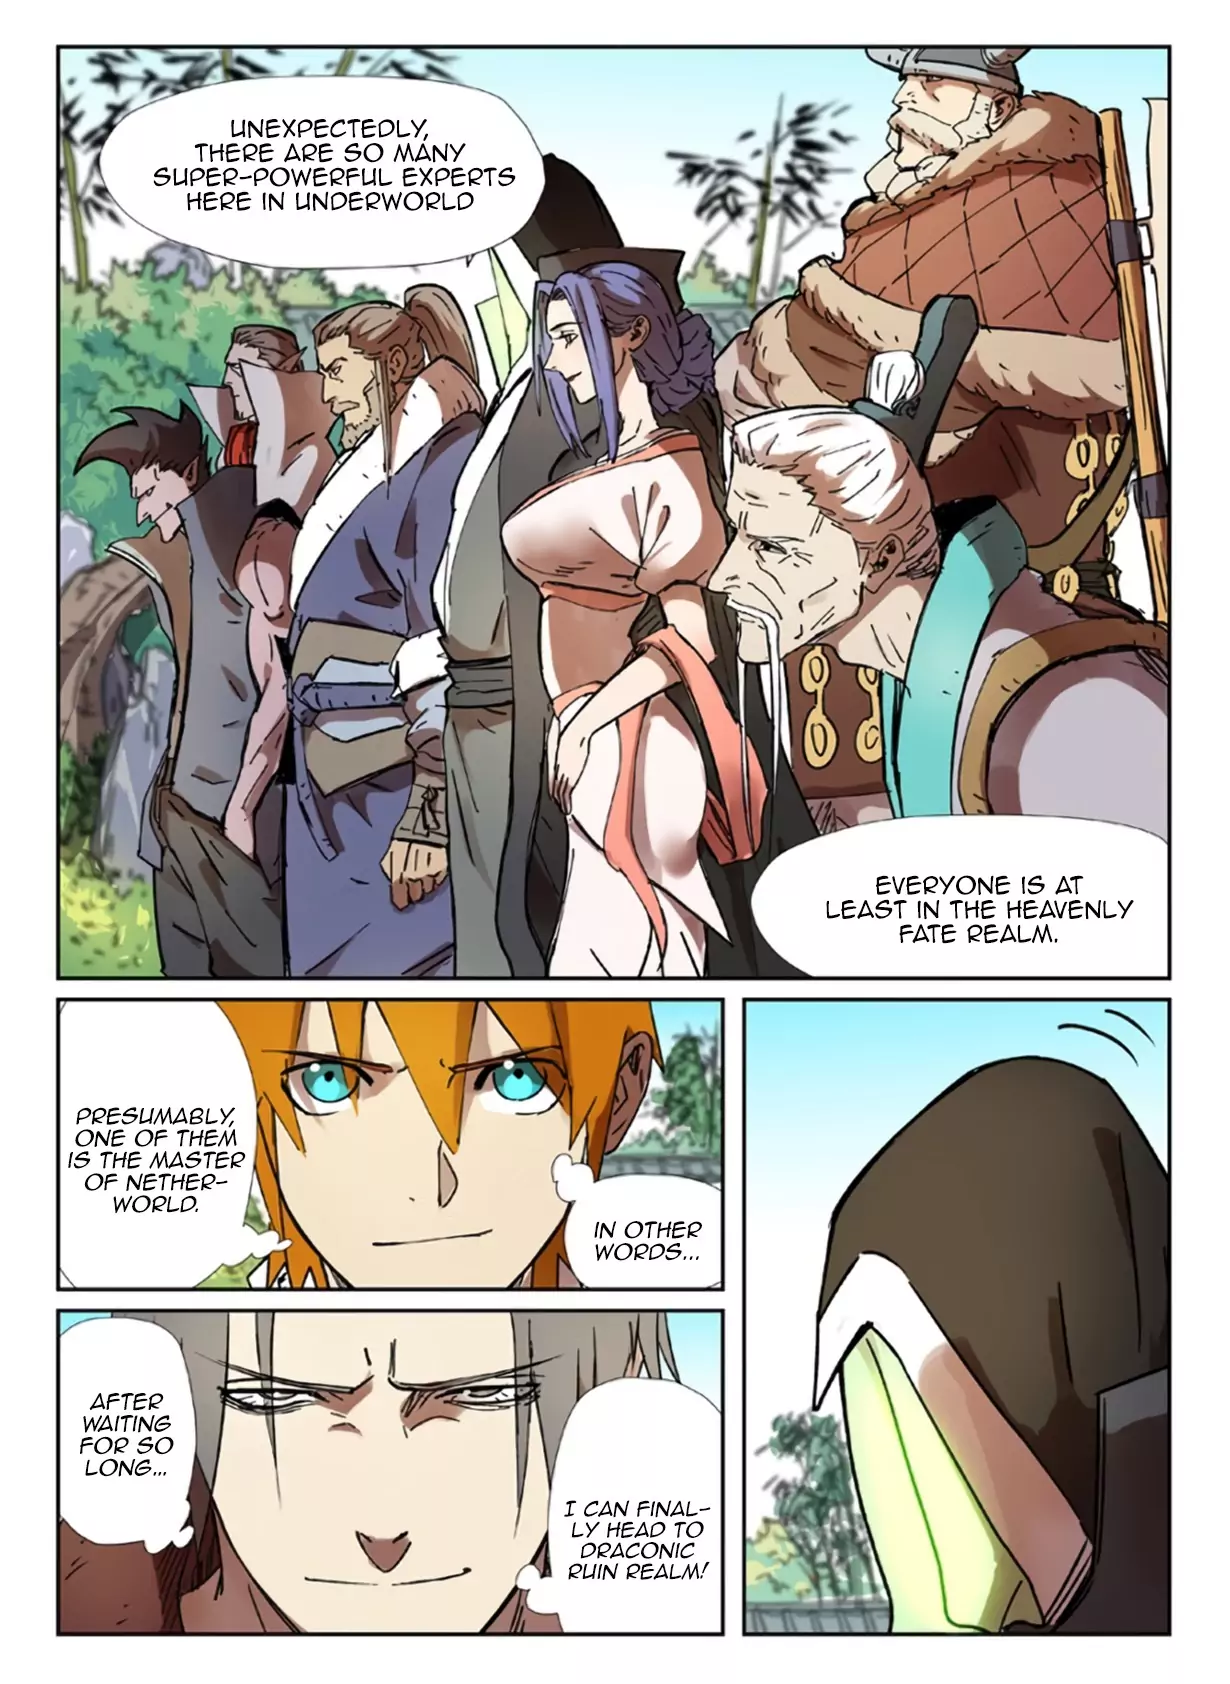 UNEXPECTEDLY,
THERE ARE SO MANY
SUPER-POWERFUL EXPERTS
HERE IN UNDERWORLD
EVERYONE IS AT
LEAST IN THE HEAVENLY
FATE REALM.
PRESUMABLY,
ONE OF THEM
IS THE MASTER
OF NETHER-
WORLD.
IN OTHER
WORDS...
AFTER
WAITING
FOR SO
LONG...
I CAN FINAL-
LY HEAD TO
DRACONIC
RUIN REALM!